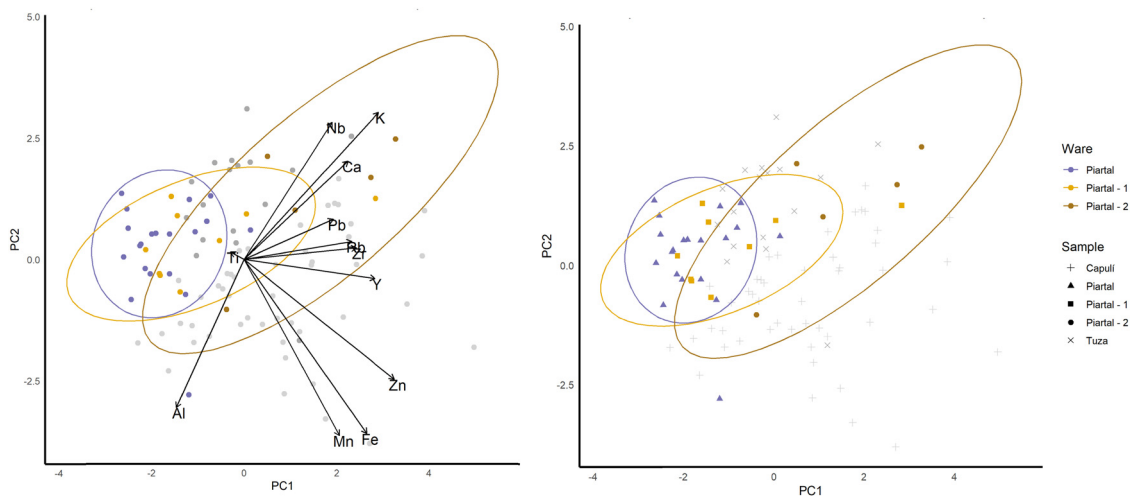 5.0
2.5
0.0
-2.5
PC2
-4
-2
0
2
4
PC1
Nb
K
Ca
Pb
Rb
Zr
Ti
Y
Zn
Al
Mn
Fe
5.0
2.5
0.0
-2.5
PC2
-4
-2
0
2
4
PC1
Ware
Piartal
Piartal - 1
Piartal - 2
Sample
Capulí
Piartal
Piartal - 1
Piartal - 2
Tuza